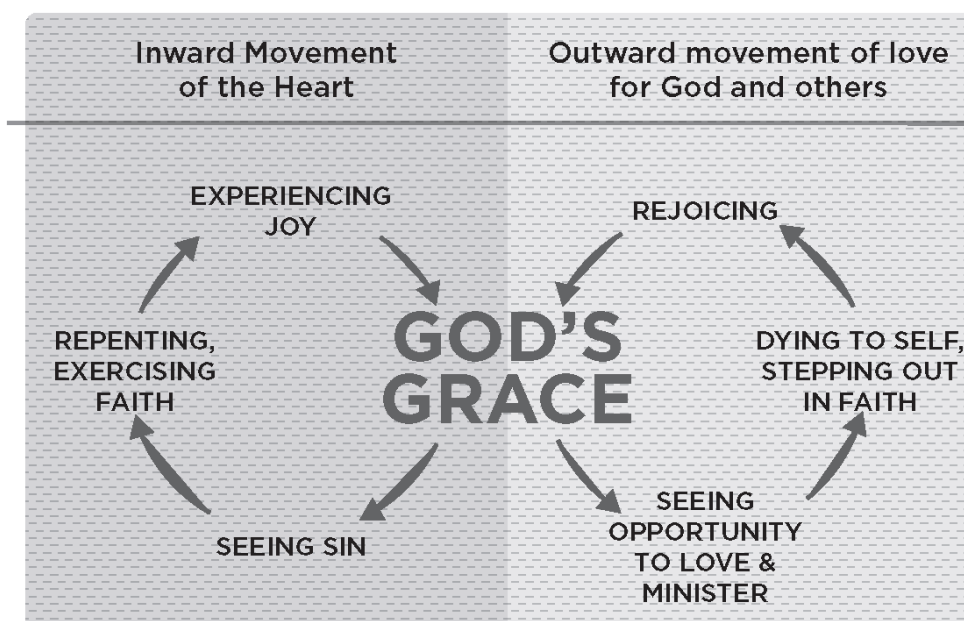 Inward Movement
of the Heart
Outward movement of love
for God and others
EXPERIENCING
JOY
REJOICING
GOD'S
GRACE
REPENTING,
EXERCISING
FAITH
DYING TO SELF,
STEPPING OUT
IN FAITH
SEEING SIN
SEEING
OPPORTUNITY
TO LOVE &
MINISTER